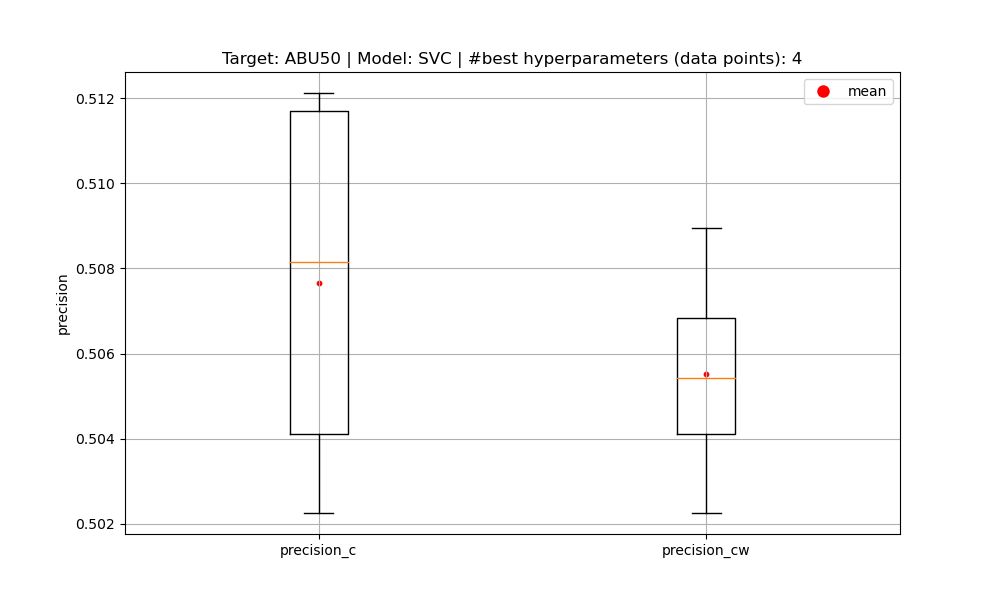 Target: ABU50 | Model: SVC | #best hyperparameters (data points): 4
mean
0.512
0.510
0.508
0.506
0.504
0.502
precision
precision_c
precision_cw